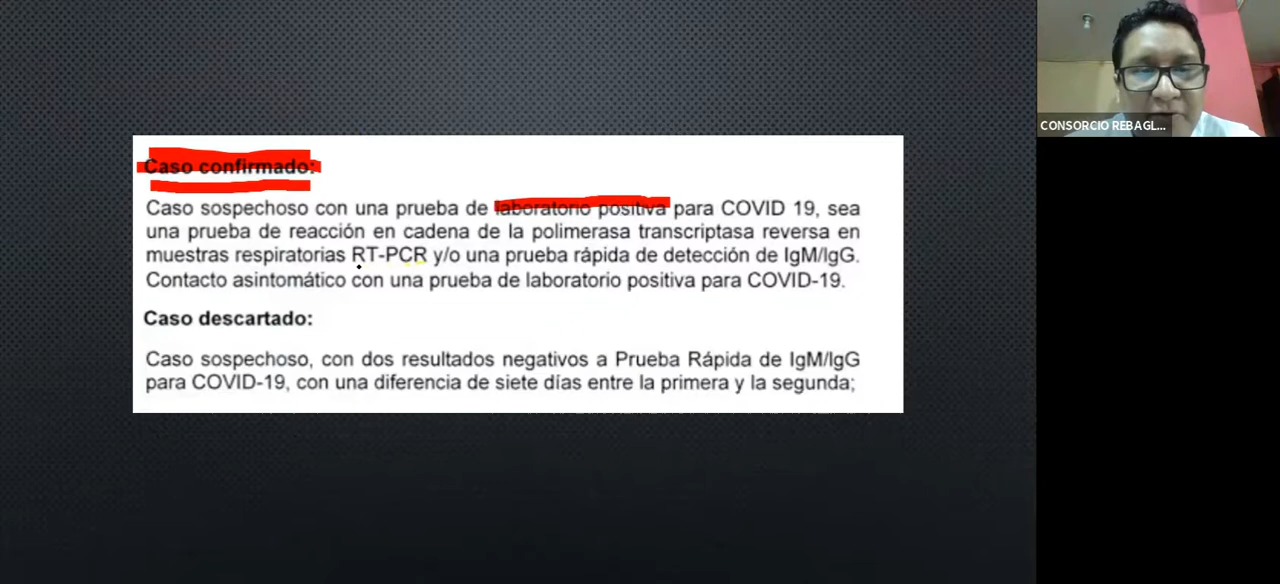 Caso confirmado:
Caso sospechoso con una prueba de laboratorio positiva para COVID 19, sea
una prueba de reacción en cadena de la polimerasa transcriptasa reversa en
muestras respiratorias RT-PCR y/o una prueba rápida de detección de IgM/IgG.
Contacto asintomático con una prueba de laboratorio positiva para COVID-19.
Caso descartado:
Caso sospechoso, con dos resultados negativos a Prueba Rápida de IgM/IgG
para COVID-19, con una diferencia de siete días entre la primera y la segunda;
CONSORCIO REBAGL...